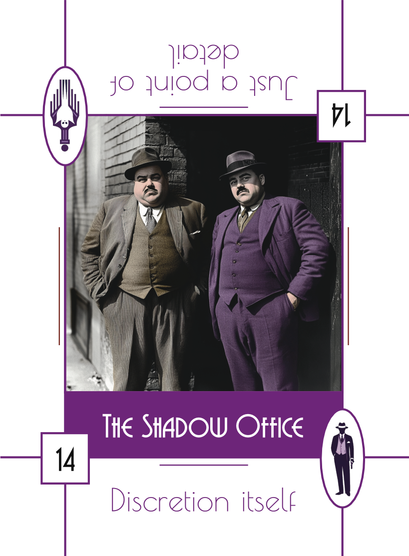 Just a point of
detail
14
The Shadow Office
14
Discretion itself